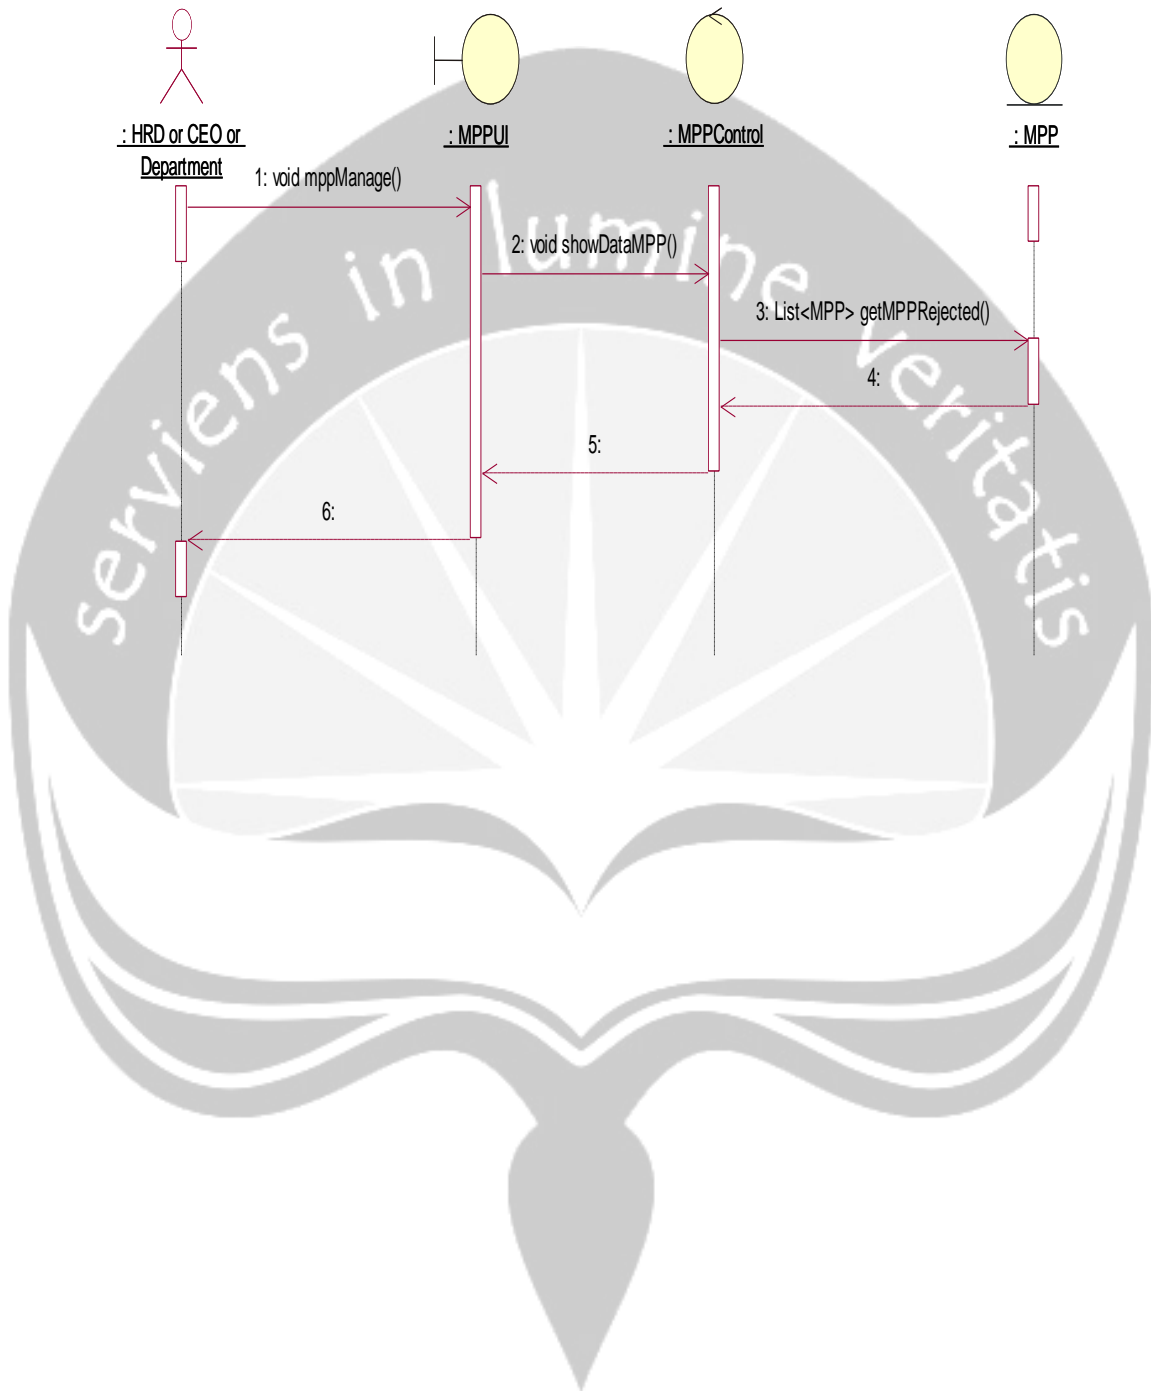 : HRD or CEO or
Department
: MPPUI
: MPPControl
: MPP
1: void mppManage()
2: void showDataMPP()
3: List<MPP> getMPPRejected()
4:
5:
6:
serviens in lumine veritatis